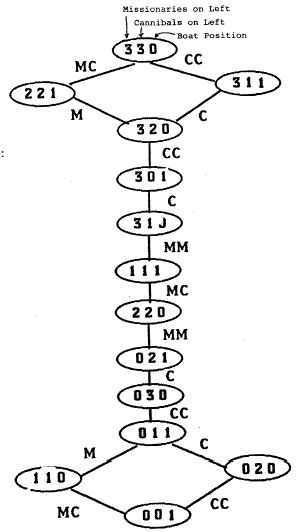 Missionaries on Left
Cannibals on Left
Boat Position
330
MC CC
221 311
M C
320
CC
301
C
31J
MM
111
MC
220
MM
021
C
030
CC
011
M C
110 020
MC CC
001
: